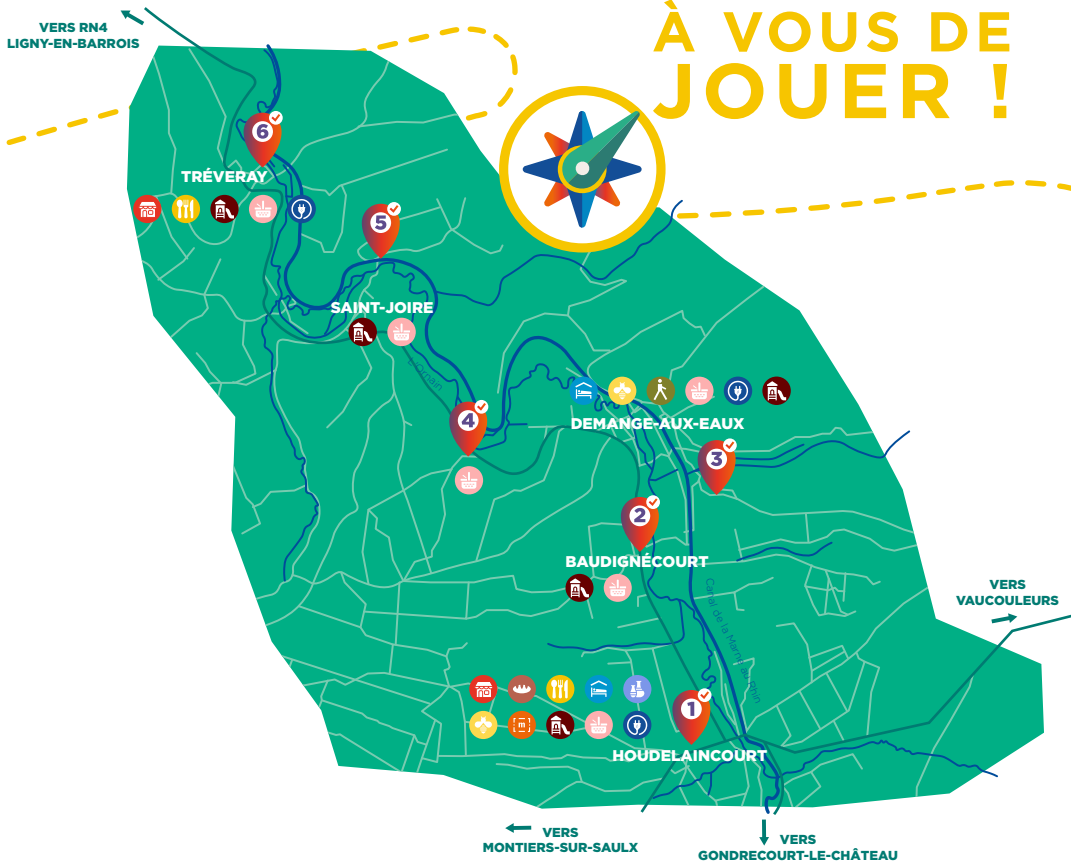 À VOUS DE
JOUER !
VERS RN4
LIGNY-EN-BARROIS
6
TRÉVERAY
5
SAINT-JOIRE
L'Ornain
4
DEMANGE-AUX-EAUX
3
2
BAUDIGNÉCOURT
Canal de la Marne au Rhin
VERS
VAUCOULEURS
1
HOUDELAINCOURT
VERS
MONTIERS-SUR-SAULX
VERS
GONDRECOURT-LE-CHÂTEAU